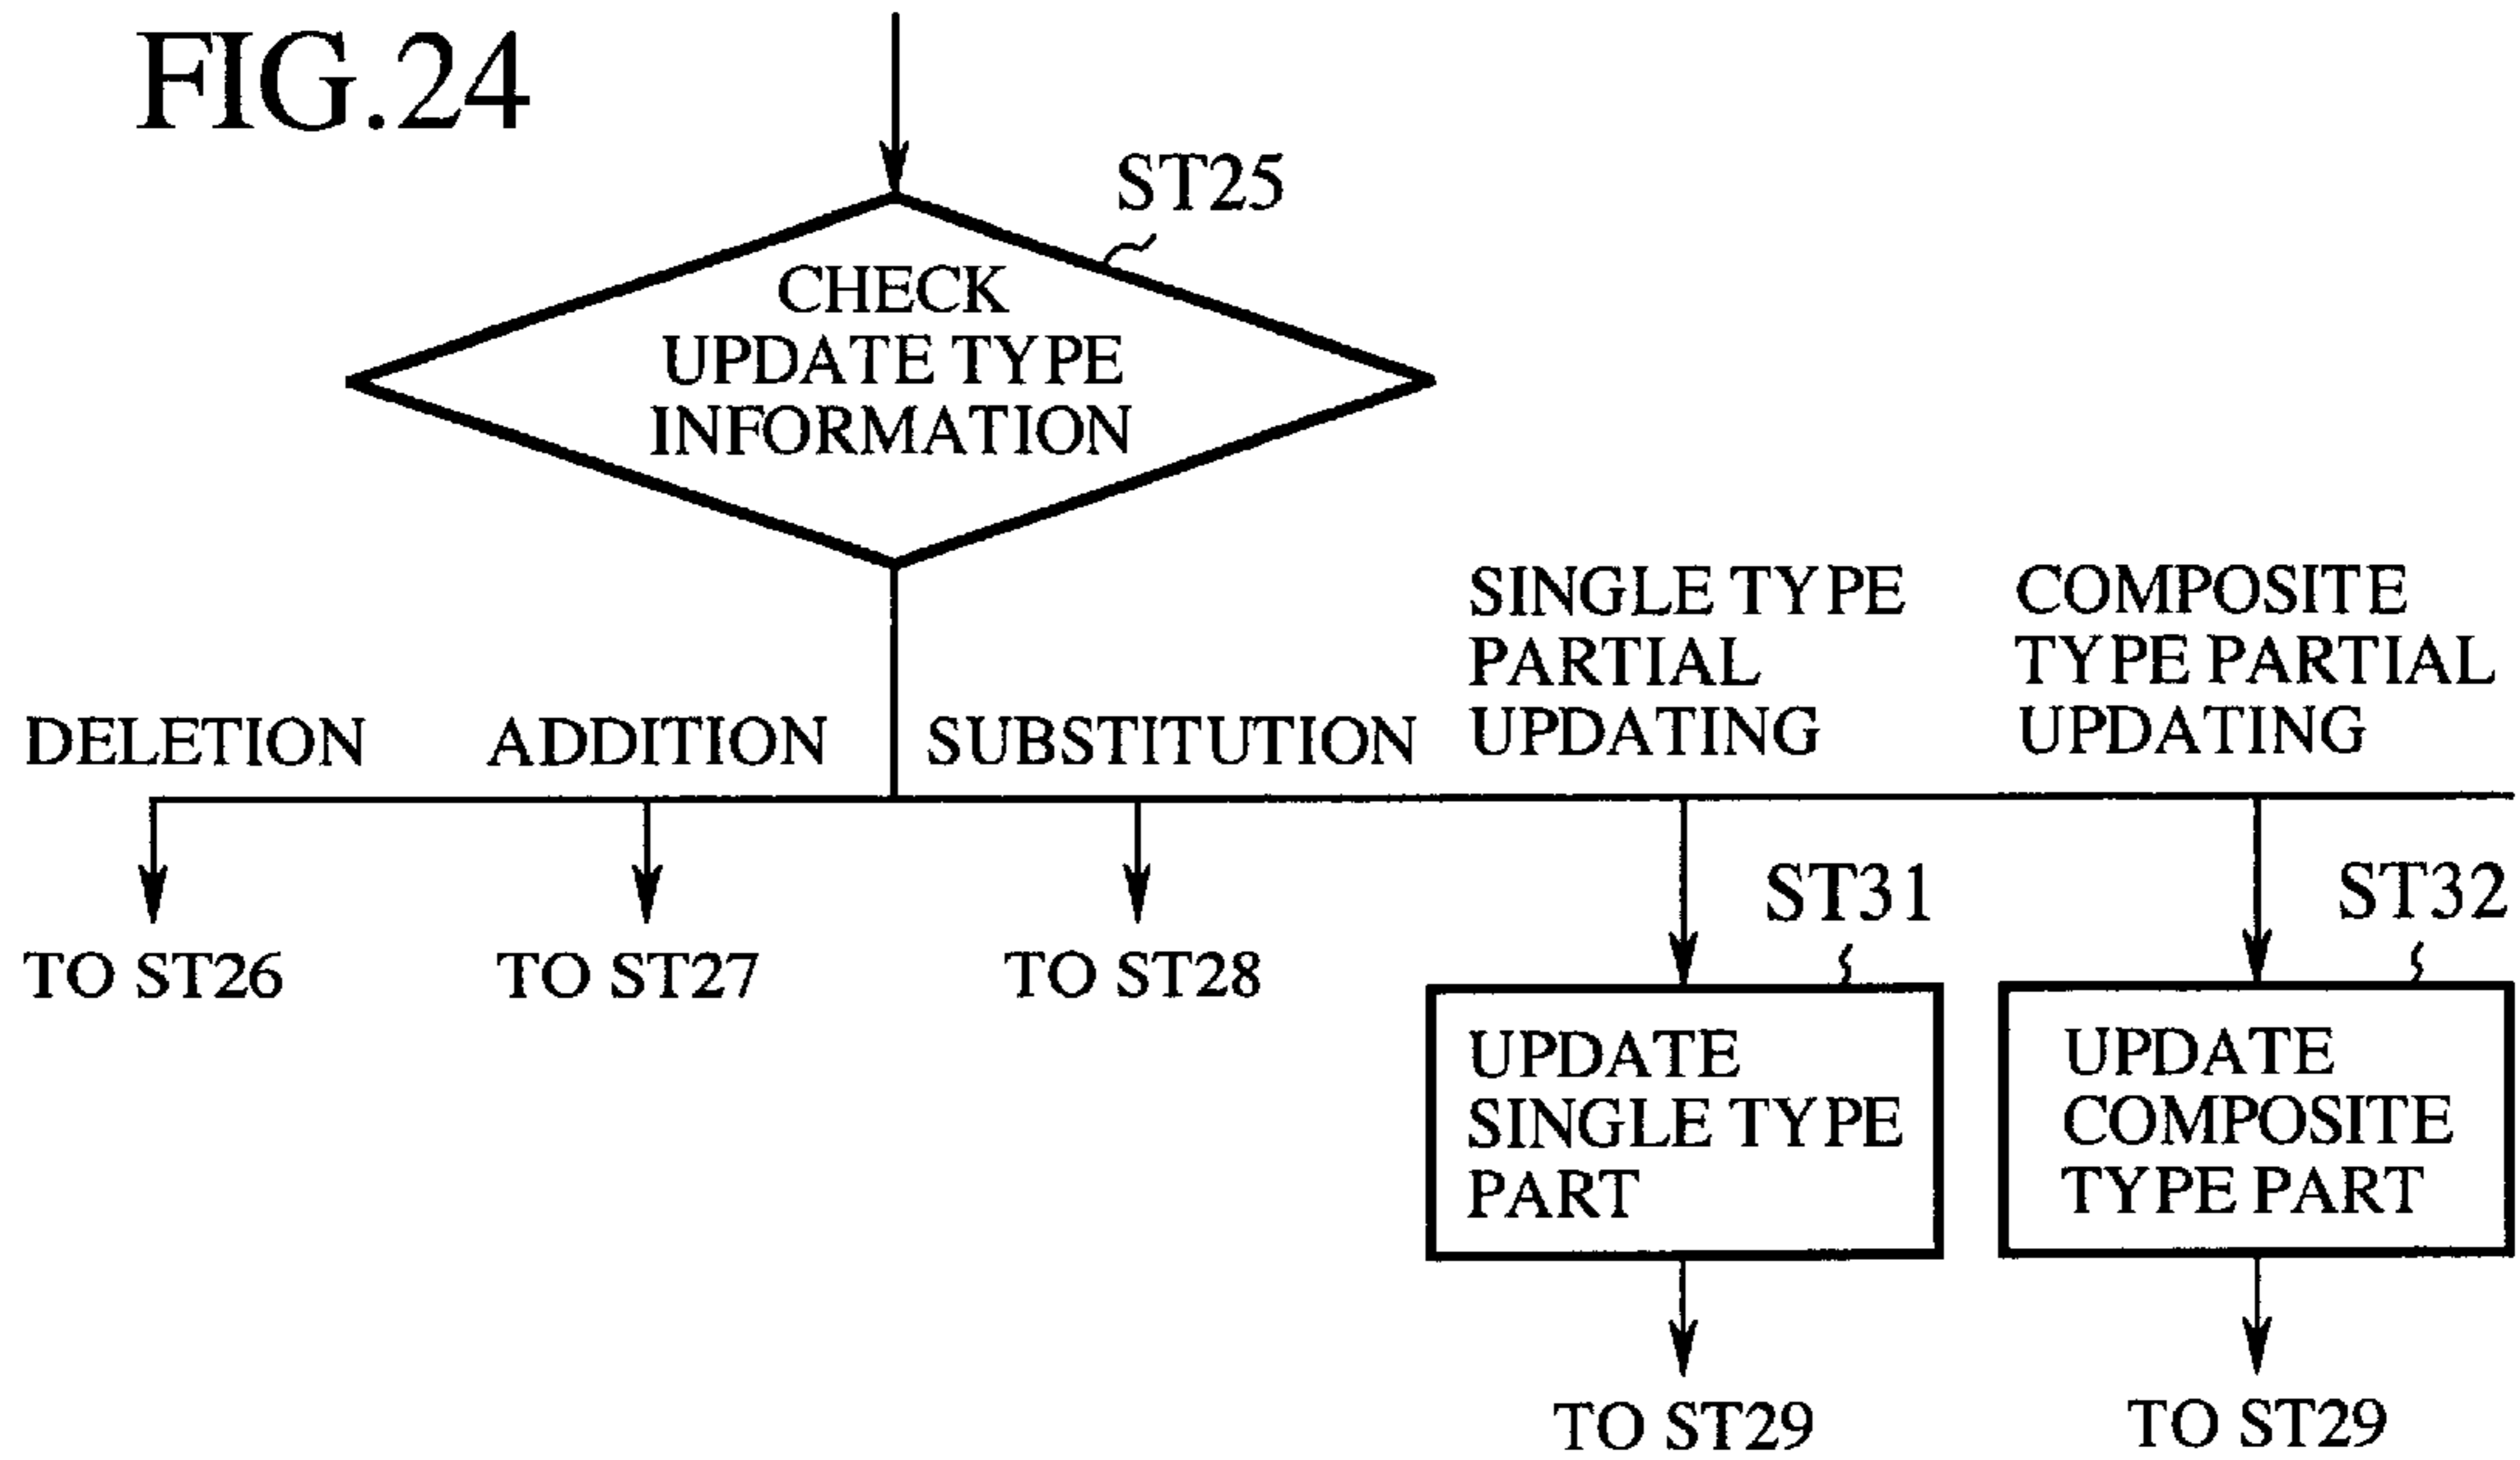 FIG.24
ST25
CHECK
UPDATE TYPE
INFORMATION
DELETION
ADDITION
SUBSTITUTION
SINGLE TYPE
PARTIAL
UPDATING
COMPOSITE
TYPE PARTIAL
UPDATING
TO ST26
TO ST27
TO ST28
ST31
UPDATE
SINGLE TYPE
PART
TO ST29
ST32
UPDATE
COMPOSITE
TYPE PART
TO ST29